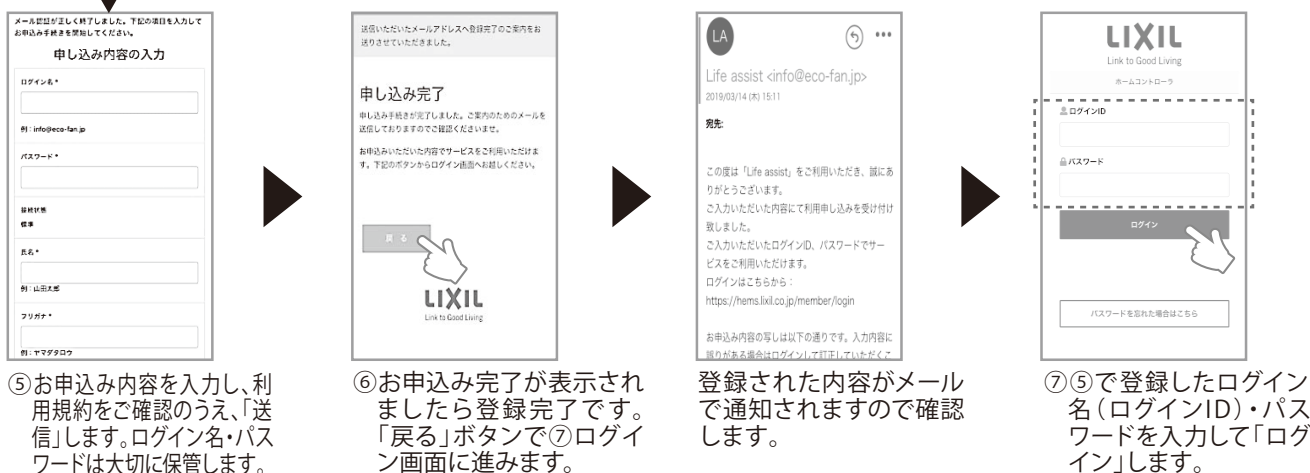 メール認証が正しく終了しました。下記の項目を入力して
お申込み手続きを開始してください。
申し込み内容の入力
ログイン名 *
例：info@eco-fan.jp
パスワード *
接続状態
標準
氏名 *
例：山田太郎
フリガナ *
例：ヤマダタロウ
⑤お申込み内容を入力し、利
用規約をご確認のうえ、「送
信」します。ログイン名・パス
ワードは大切に保管します。
送信いただいたメールアドレスへ登録完了のご案内をお
送りさせていただきました。
申し込み完了
申し込み手続きが完了しました。ご案内のためのメールを
送信しておりますのでご確認くださいませ。
お申込みいただいた内容でサービスをご利用いただけま
す。下記のボタンからログイン画面へお越しください。
戻る
LIXIL
Link to Good Living
⑥お申込み完了が表示され
ましたら登録完了です。
「戻る」ボタンで⑦ログイ
ン画面に進みます。
LA
Life assist <info@eco-fan.jp>
2019/03/14 (木) 15:11
宛先:
この度は「Life assist」をご利用いただき、誠にあ
りがとうございます。
ご入力いただいた内容にて利用申し込みを受け付け
致しました。
ご入力いただいたログインID、パスワードでサー
ビスをご利用いただけます。
ログインはこちらから：
https://hems.lixil.co.jp/member/login
お申込み内容の写しは以下の通りです。入力内容に
誤りがある場合はログインして訂正していただくこ
登録された内容がメール
で通知されますので確認
します。
LIXIL
Link to Good Living
ホームコントローラ
ログインID
パスワード
ログイン
パスワードを忘れた場合はこちら
⑦⑤で登録したログイン
名（ログインID）・パス
ワードを入力して「ログ
イン」します。